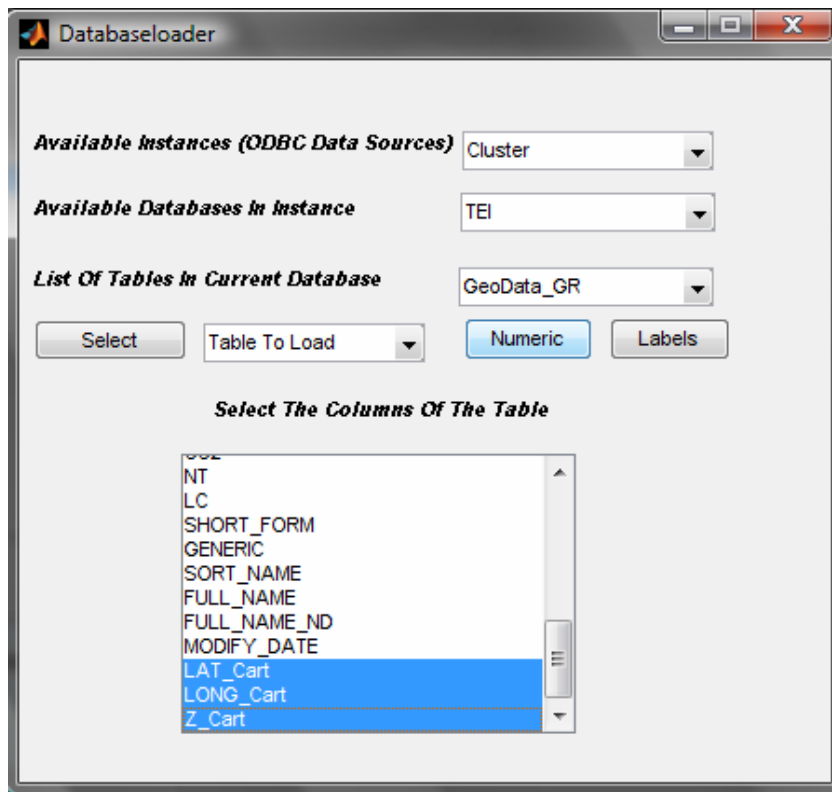 Databaseloader
Available Instances (ODBC Data Sources) Cluster
Available Databases In Instance TEI
List Of Tables In Current Database GeoData_GR
Select Table To Load Numeric Labels
Select The Columns Of The Table
NT
LC
SHORT_FORM
GENERIC
SORT_NAME
FULL_NAME
FULL_NAME_ND
MODIFY_DATE
LAT_Cart
LONG_Cart
Z_Cart